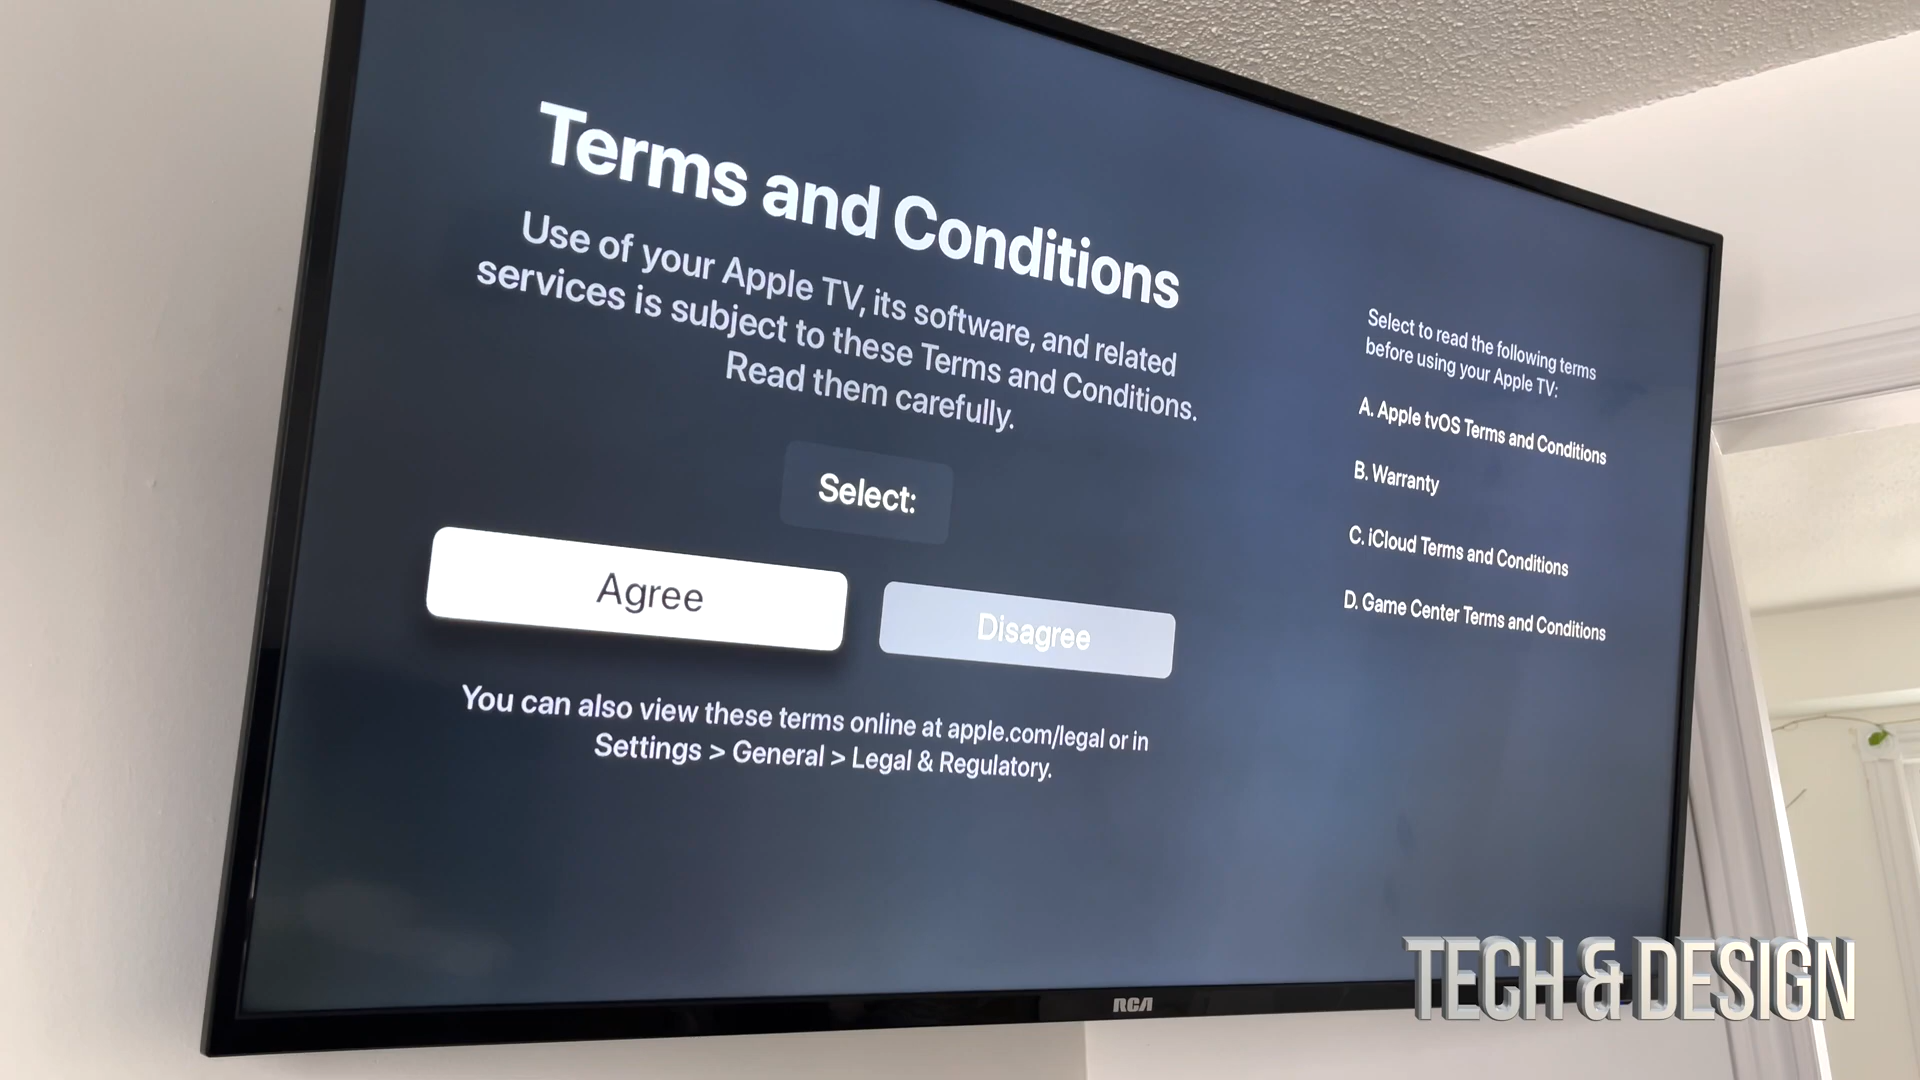 Terms and Conditions
Use of your Apple TV, its software, and related
services is subject to these Terms and Conditions.
Read them carefully.
Select:
Agree
Disagree
You can also view these terms online at apple.com/legal or in
Settings > General > Legal & Regulatory.
Select to read the following terms
before using your Apple TV:
A. Apple tvOS Terms and Conditions
B. Warranty
C. iCloud Terms and Conditions
D. Game Center Terms and Conditions
RCA
TECH & DESIGN